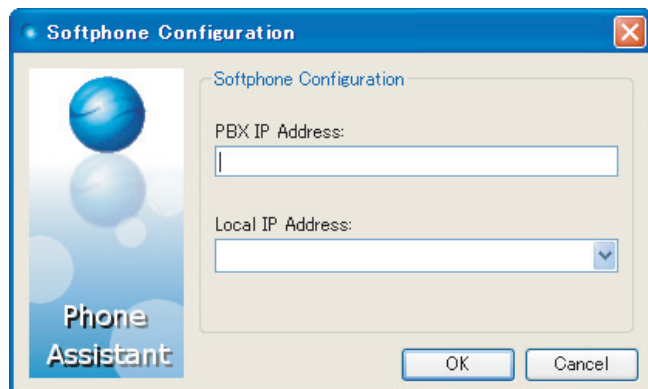 Softphone Configuration
Softphone Configuration
PBX IP Address:
Local IP Address:
Phone
Assistant
OK
Cancel